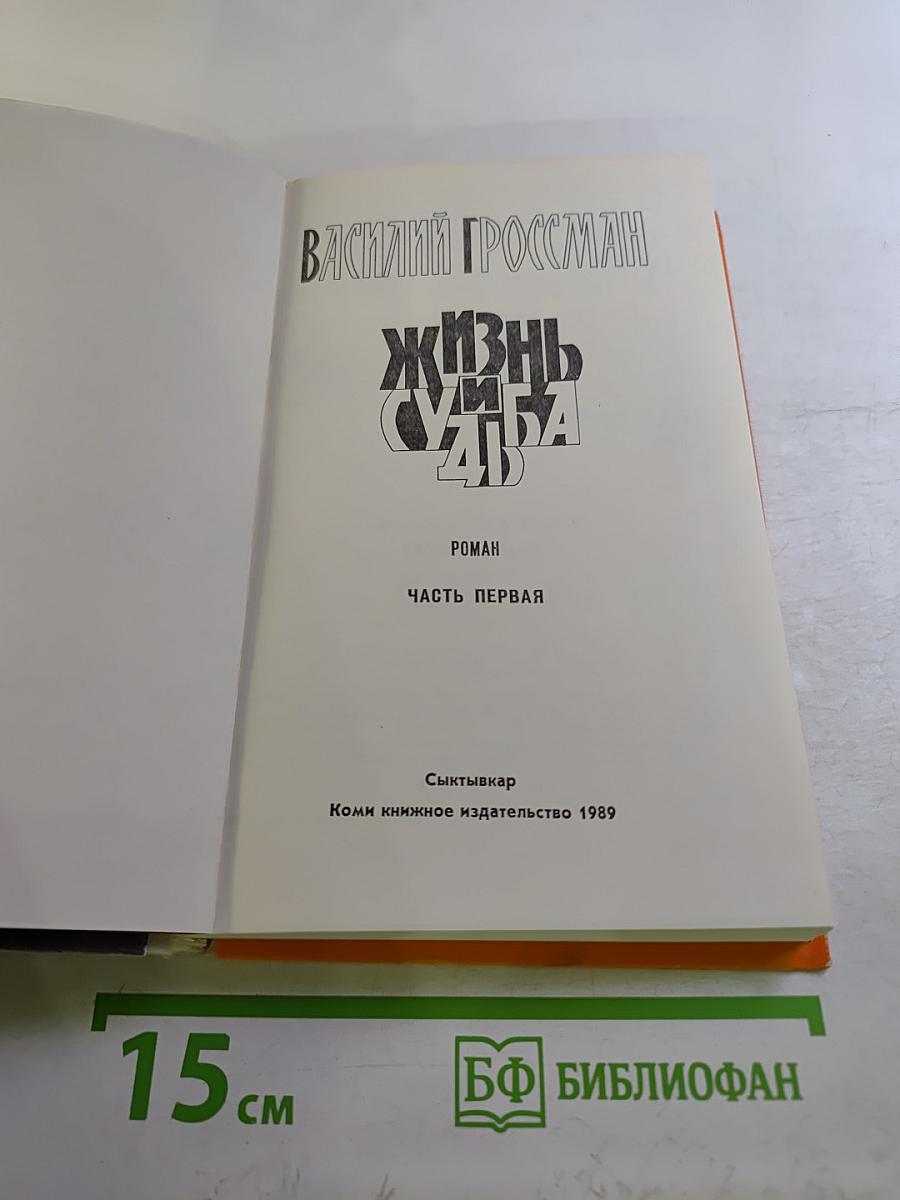 ВАСИЛИЙ ГРОССМАН
ЖИЗНЬ
И
СУДЬБА
РОМАН
ЧАСТЬ ПЕРВАЯ
Сыктывкар
Коми книжное издательство 1989
15 см
БФ БИБЛИОФАН